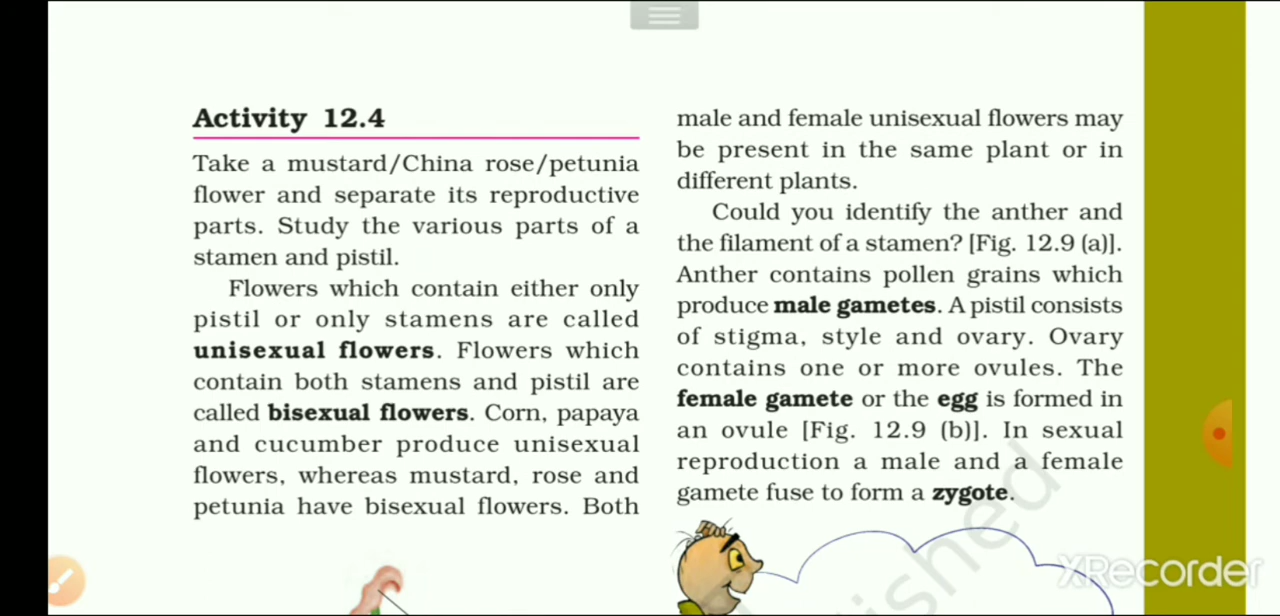 Activity 12.4
Take a mustard/China rose/petunia
flower and separate its reproductive
parts. Study the various parts of a
stamen and pistil.
Flowers which contain either only
pistil or only stamens are called
unisexual flowers. Flowers which
contain both stamens and pistil are
called bisexual flowers. Corn, papaya
and cucumber produce unisexual
flowers, whereas mustard, rose and
petunia have bisexual flowers. Both
male and female unisexual flowers may
be present in the same plant or in
different plants.
Could you identify the anther and
the filament of a stamen? [Fig. 12.9 (a)].
Anther contains pollen grains which
produce male gametes. A pistil consists
of stigma, style and ovary. Ovary
contains one or more ovules. The
female gamete or the egg is formed in
an ovule [Fig. 12.9 (b)]. In sexual
reproduction a male and a female
gamete fuse to form a zygote.
XRecorder